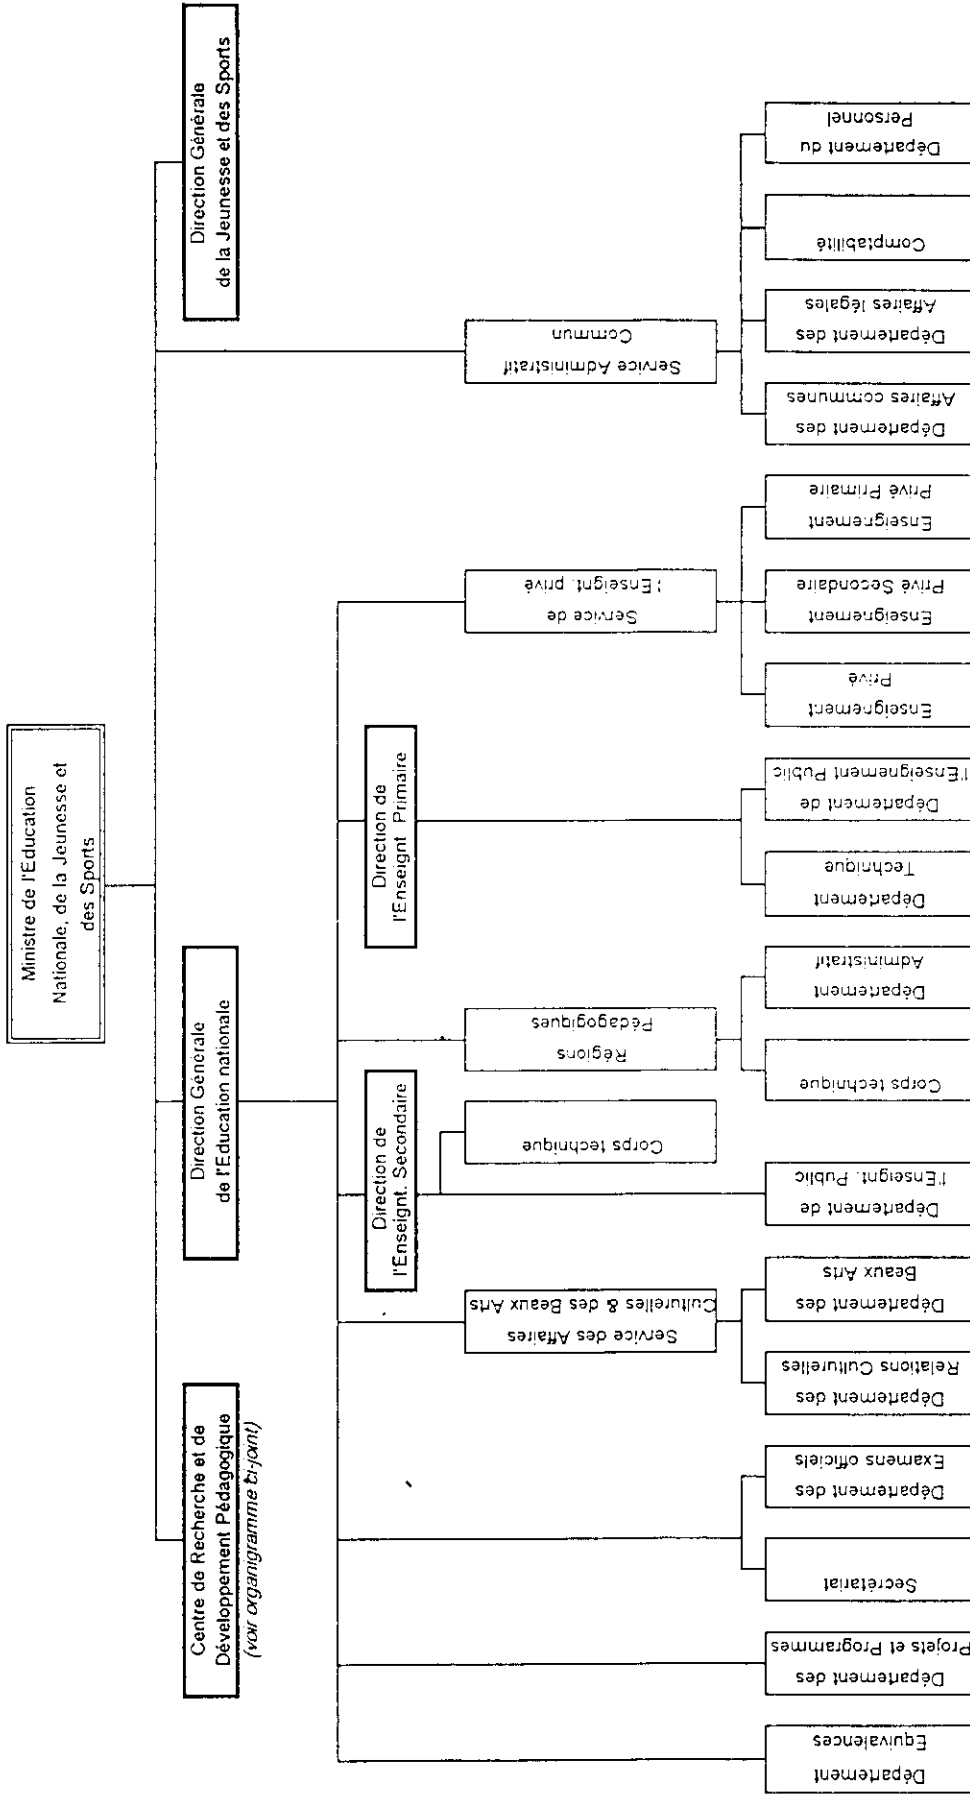 Ministre de l'Education
Nationale, de la Jeunesse et
des Sports
Centre de Recherche et de
Développement Pédagogique
(voir organigramme ci-joint)
Direction Générale
de l'Education nationale
Direction Générale
de la Jeunesse et des Sports
Direction de
l'Enseignt. Secondaire
Direction de
l'Enseignt Primaire
Service des Affaires
Culturelles & des Beaux Arts
Corps technique
Régions
Pédagogiques
Service de
l'Enseignt. privé
Service Administratif
Commun
Département
Equivalences
Département des
Projets et Programmes
Secrétariat
Département des
Examens officiels
Département des
Relations Culturelles
Département des
Beaux Arts
Département de
l'Enseignt. Public
Corps technique
Département
Administratif
Département
Technique
Département de
l'Enseignement Public
Enseignement
Privé
Enseignement
Privé Secondaire
Enseignement
Privé Primaire
Département des
Affaires communes
Département des
Affaires légales
Comptabilité
Département du
Personnel